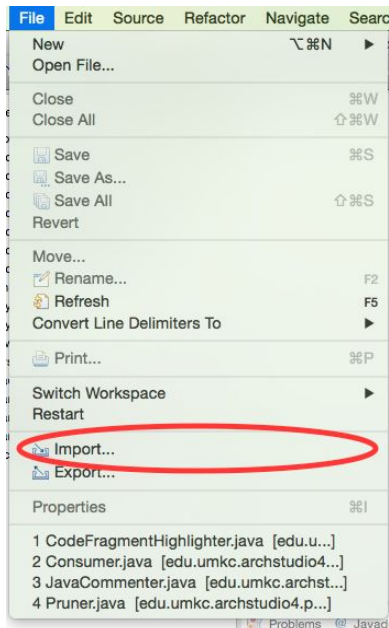 File Edit Source Refactor Navigate Searc
New ⌥⌘N ▶
Open File...
Close ⌘W
Close All ⇧⌘W
Save ⌘S
Save As...
Save All ⇧⌘S
Revert
Move...
Rename... F2
Refresh F5
Convert Line Delimiters To ▶
Print... ⌘P
Switch Workspace ▶
Restart
Import...
Export...
Properties ⌘I
1 CodeFragmentHighlighter.java [edu.u...]
2 Consumer.java [edu.umkc.archstudio4...]
3 JavaCommenter.java [edu.umkc.archst...]
4 Pruner.java [edu.umkc.archstudio4.p...]
Problems @ Javad